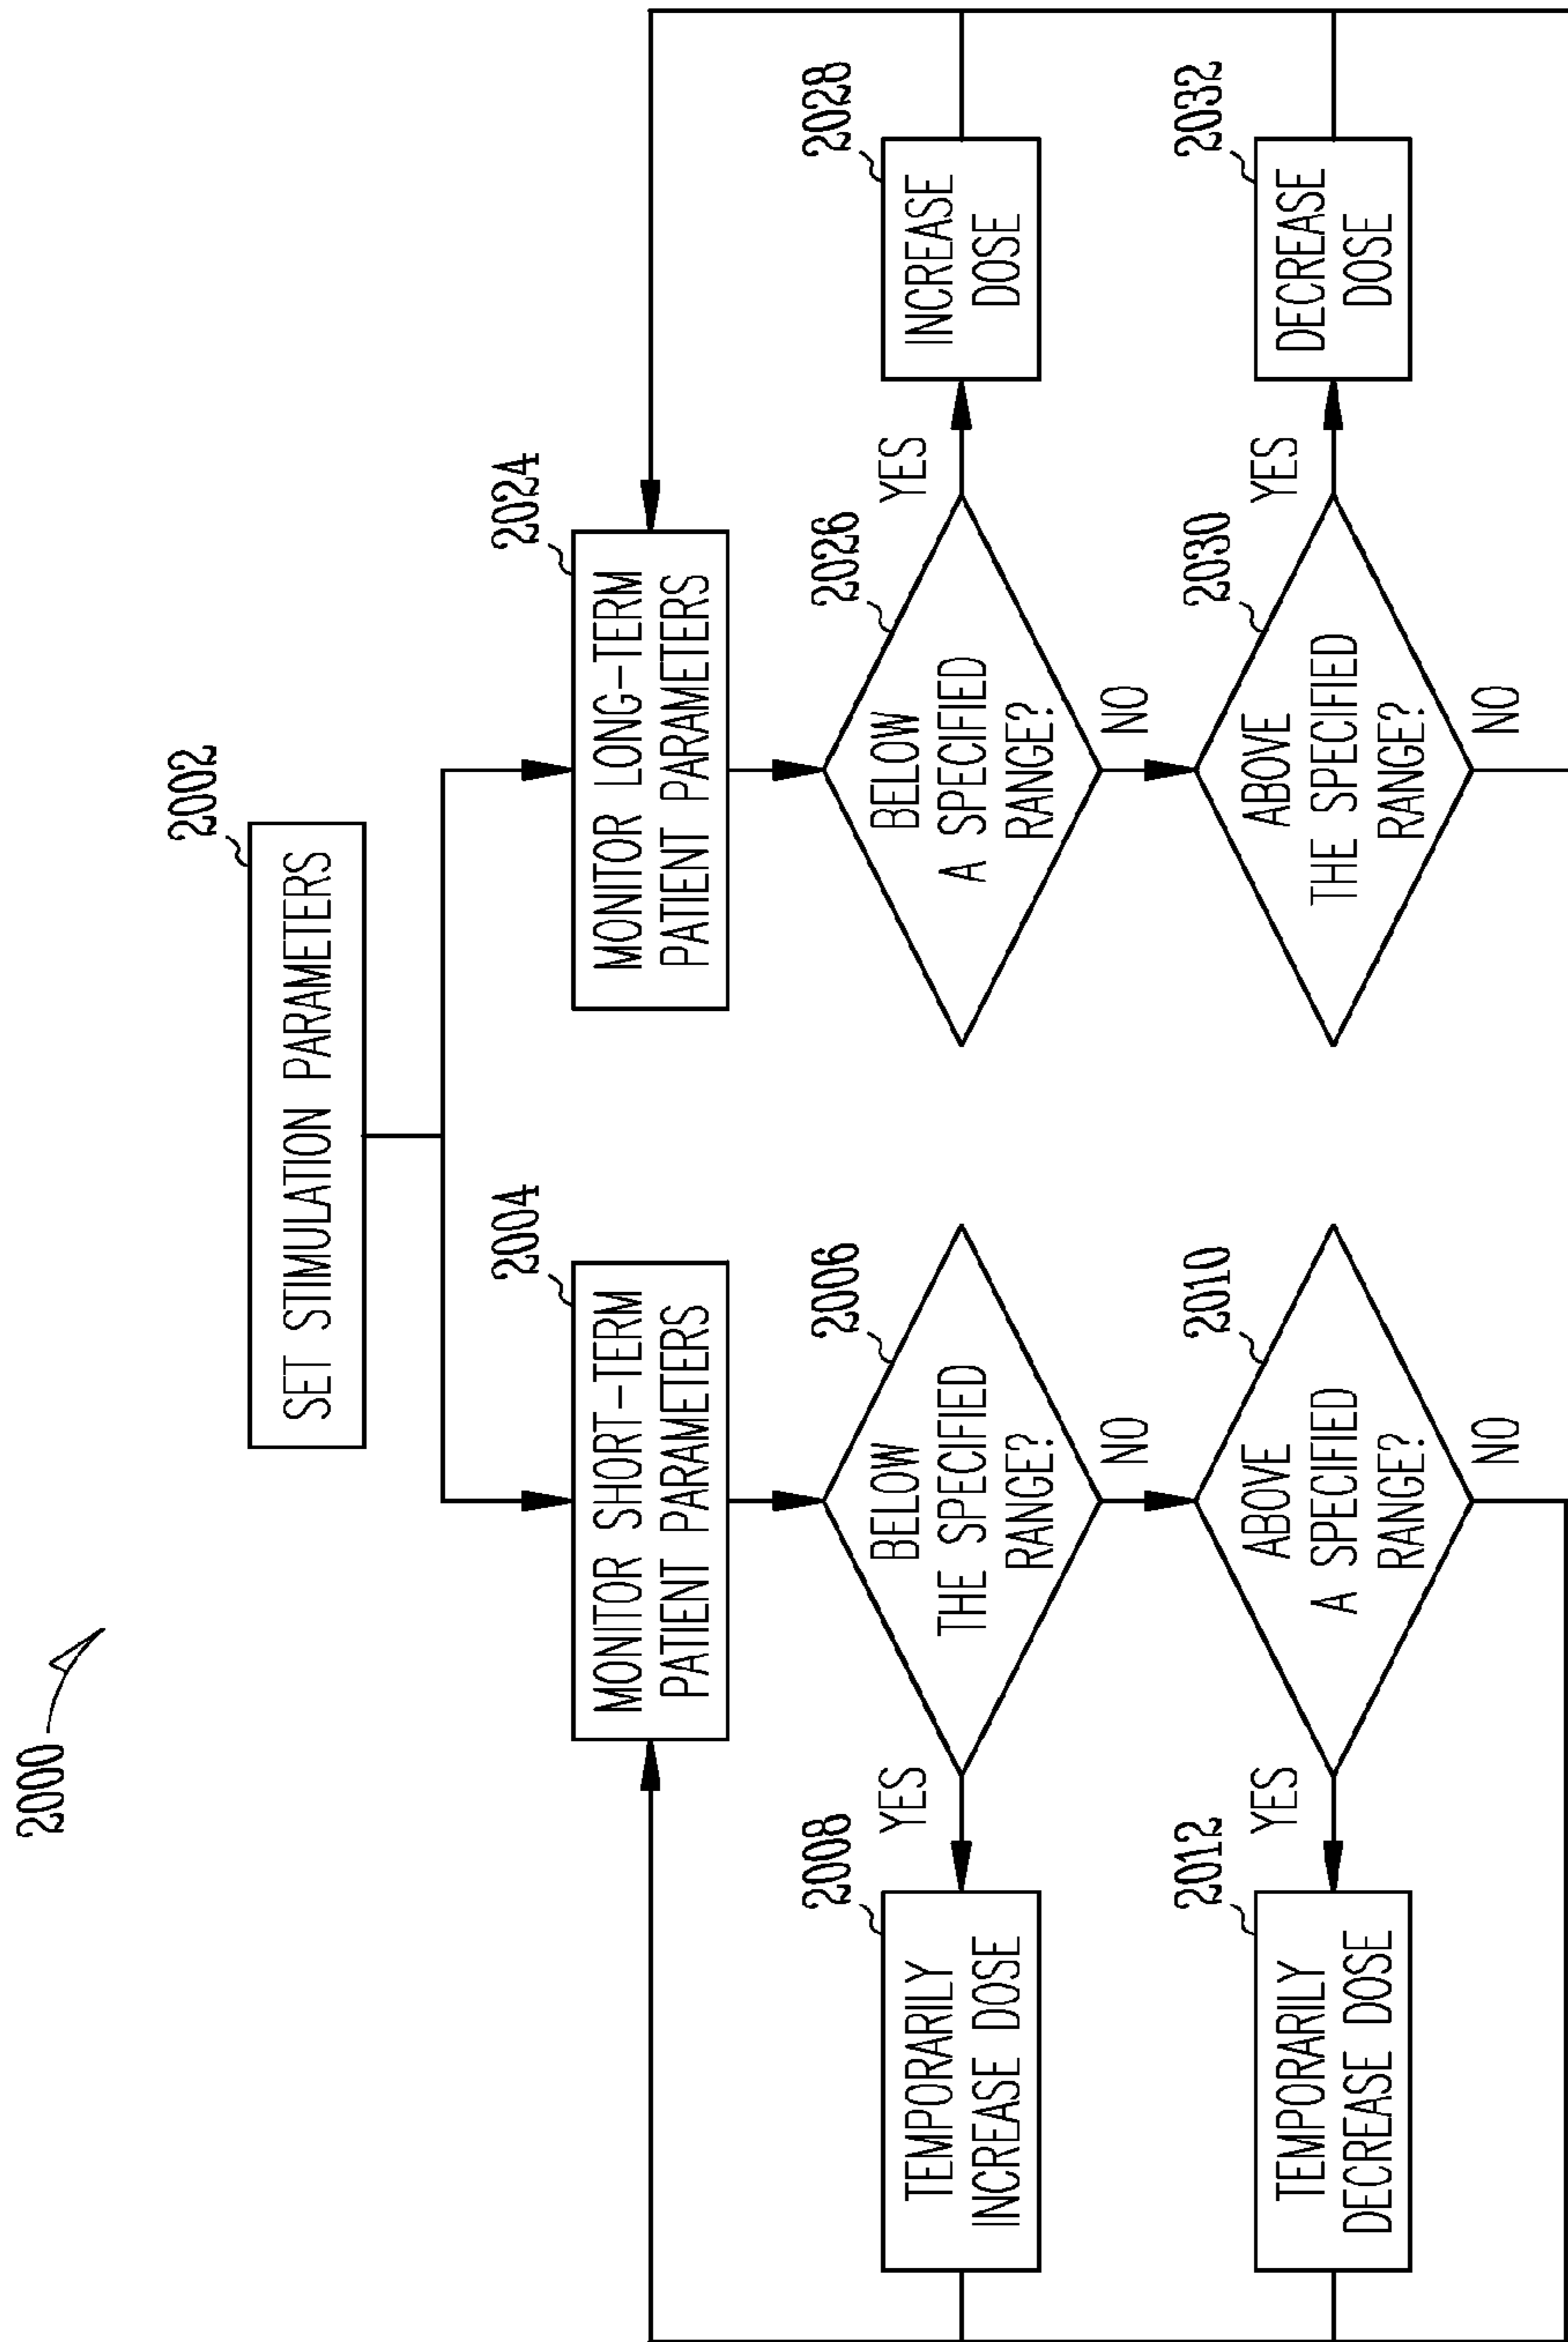 2000
2002
SET STIMULATION PARAMETERS
2004
MONITOR SHORT-TERM
PATIENT PARAMETERS
2006
BELOW
THE SPECIFIED
RANGE?
YES
NO
2008
TEMPORARILY
INCREASE DOSE
2010
ABOVE
A SPECIFIED
RANGE?
YES
NO
2012
TEMPORARILY
DECREASE DOSE
2024
MONITOR LONG-TERM
PATIENT PARAMETERS
2026
BELOW
A SPECIFIED
RANGE?
YES
NO
2028
INCREASE
DOSE
2030
ABOVE
THE SPECIFIED
RANGE?
YES
NO
2032
DECREASE
DOSE